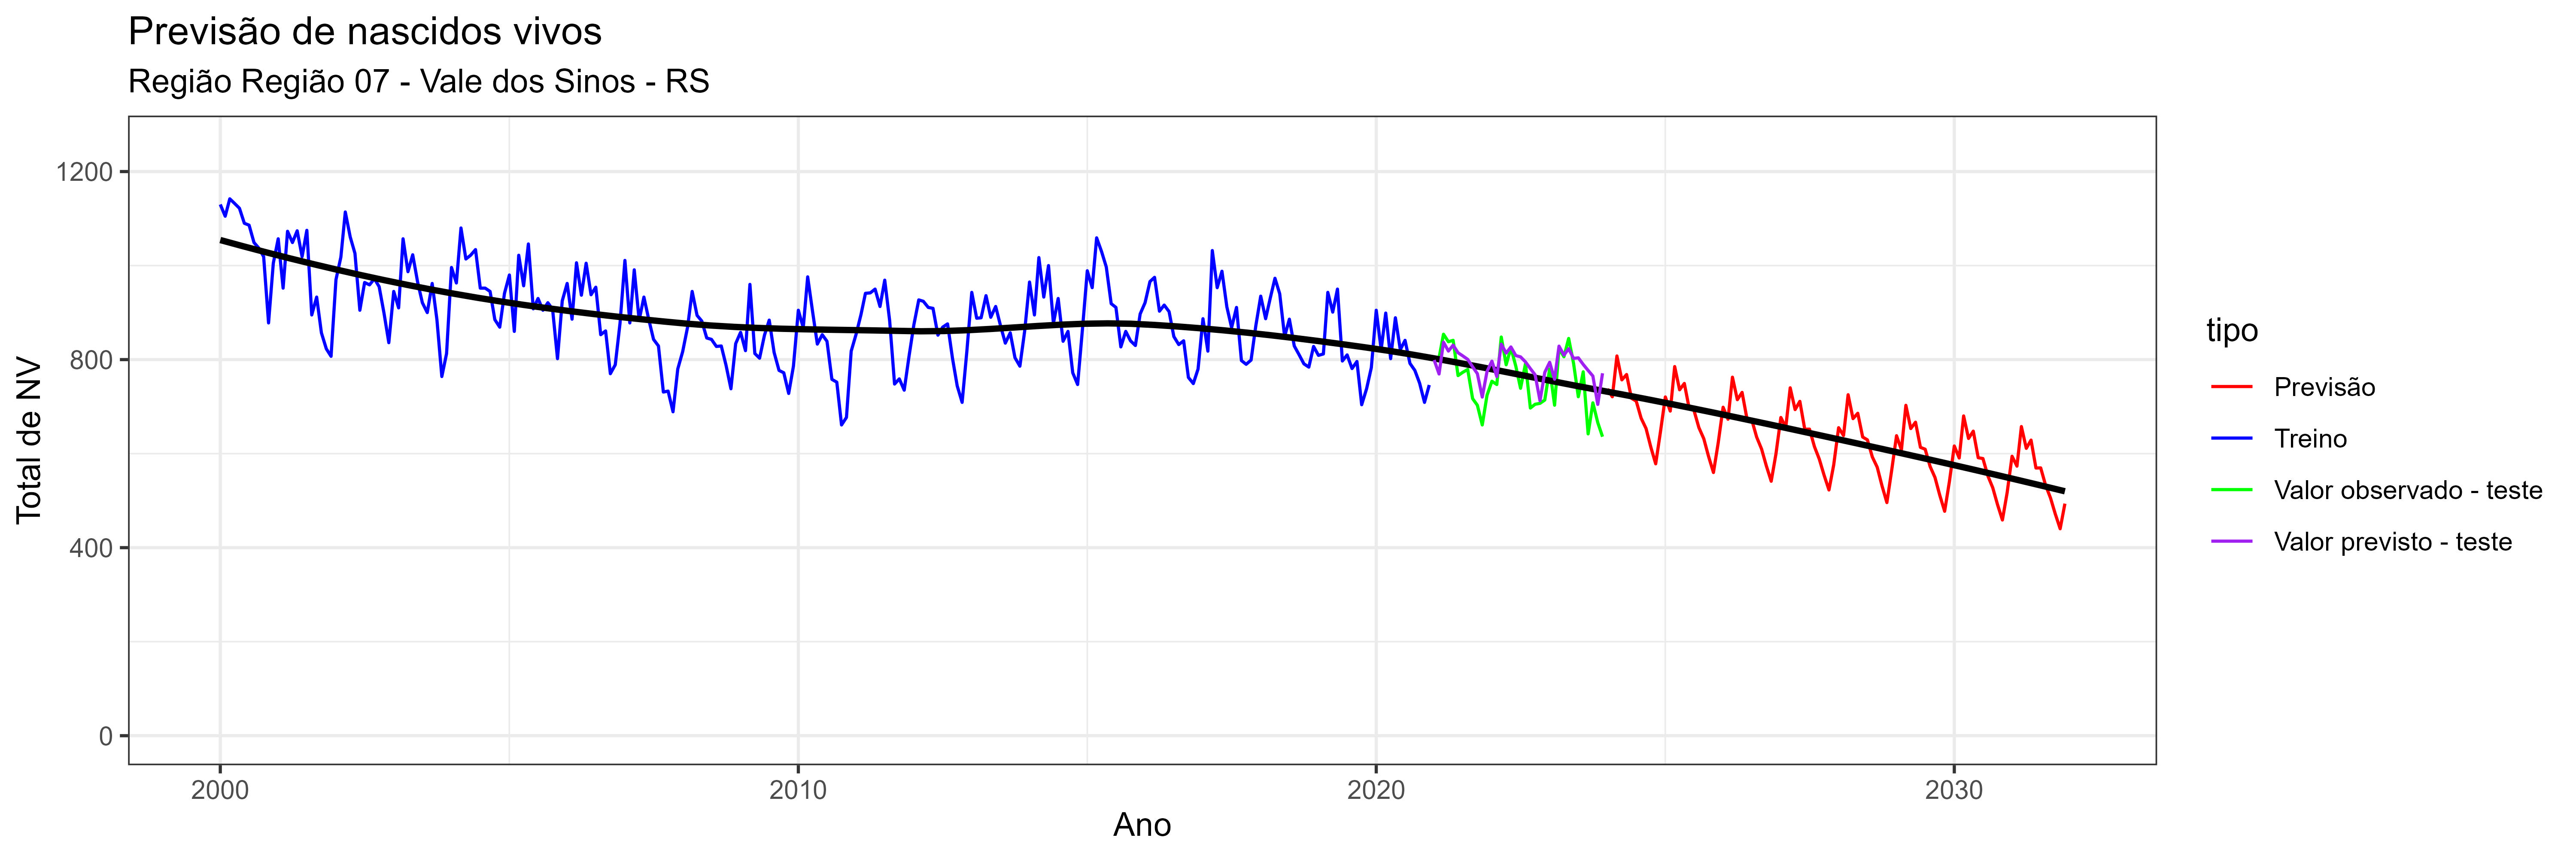 Previsão de nascidos vivos
Região Região 07 - Vale dos Sinos - RS
Total de NV
1200
800
400
0
2000
2010
2020
2030
Ano
tipo
Previsão
Treino
Valor observado - teste
Valor previsto - teste